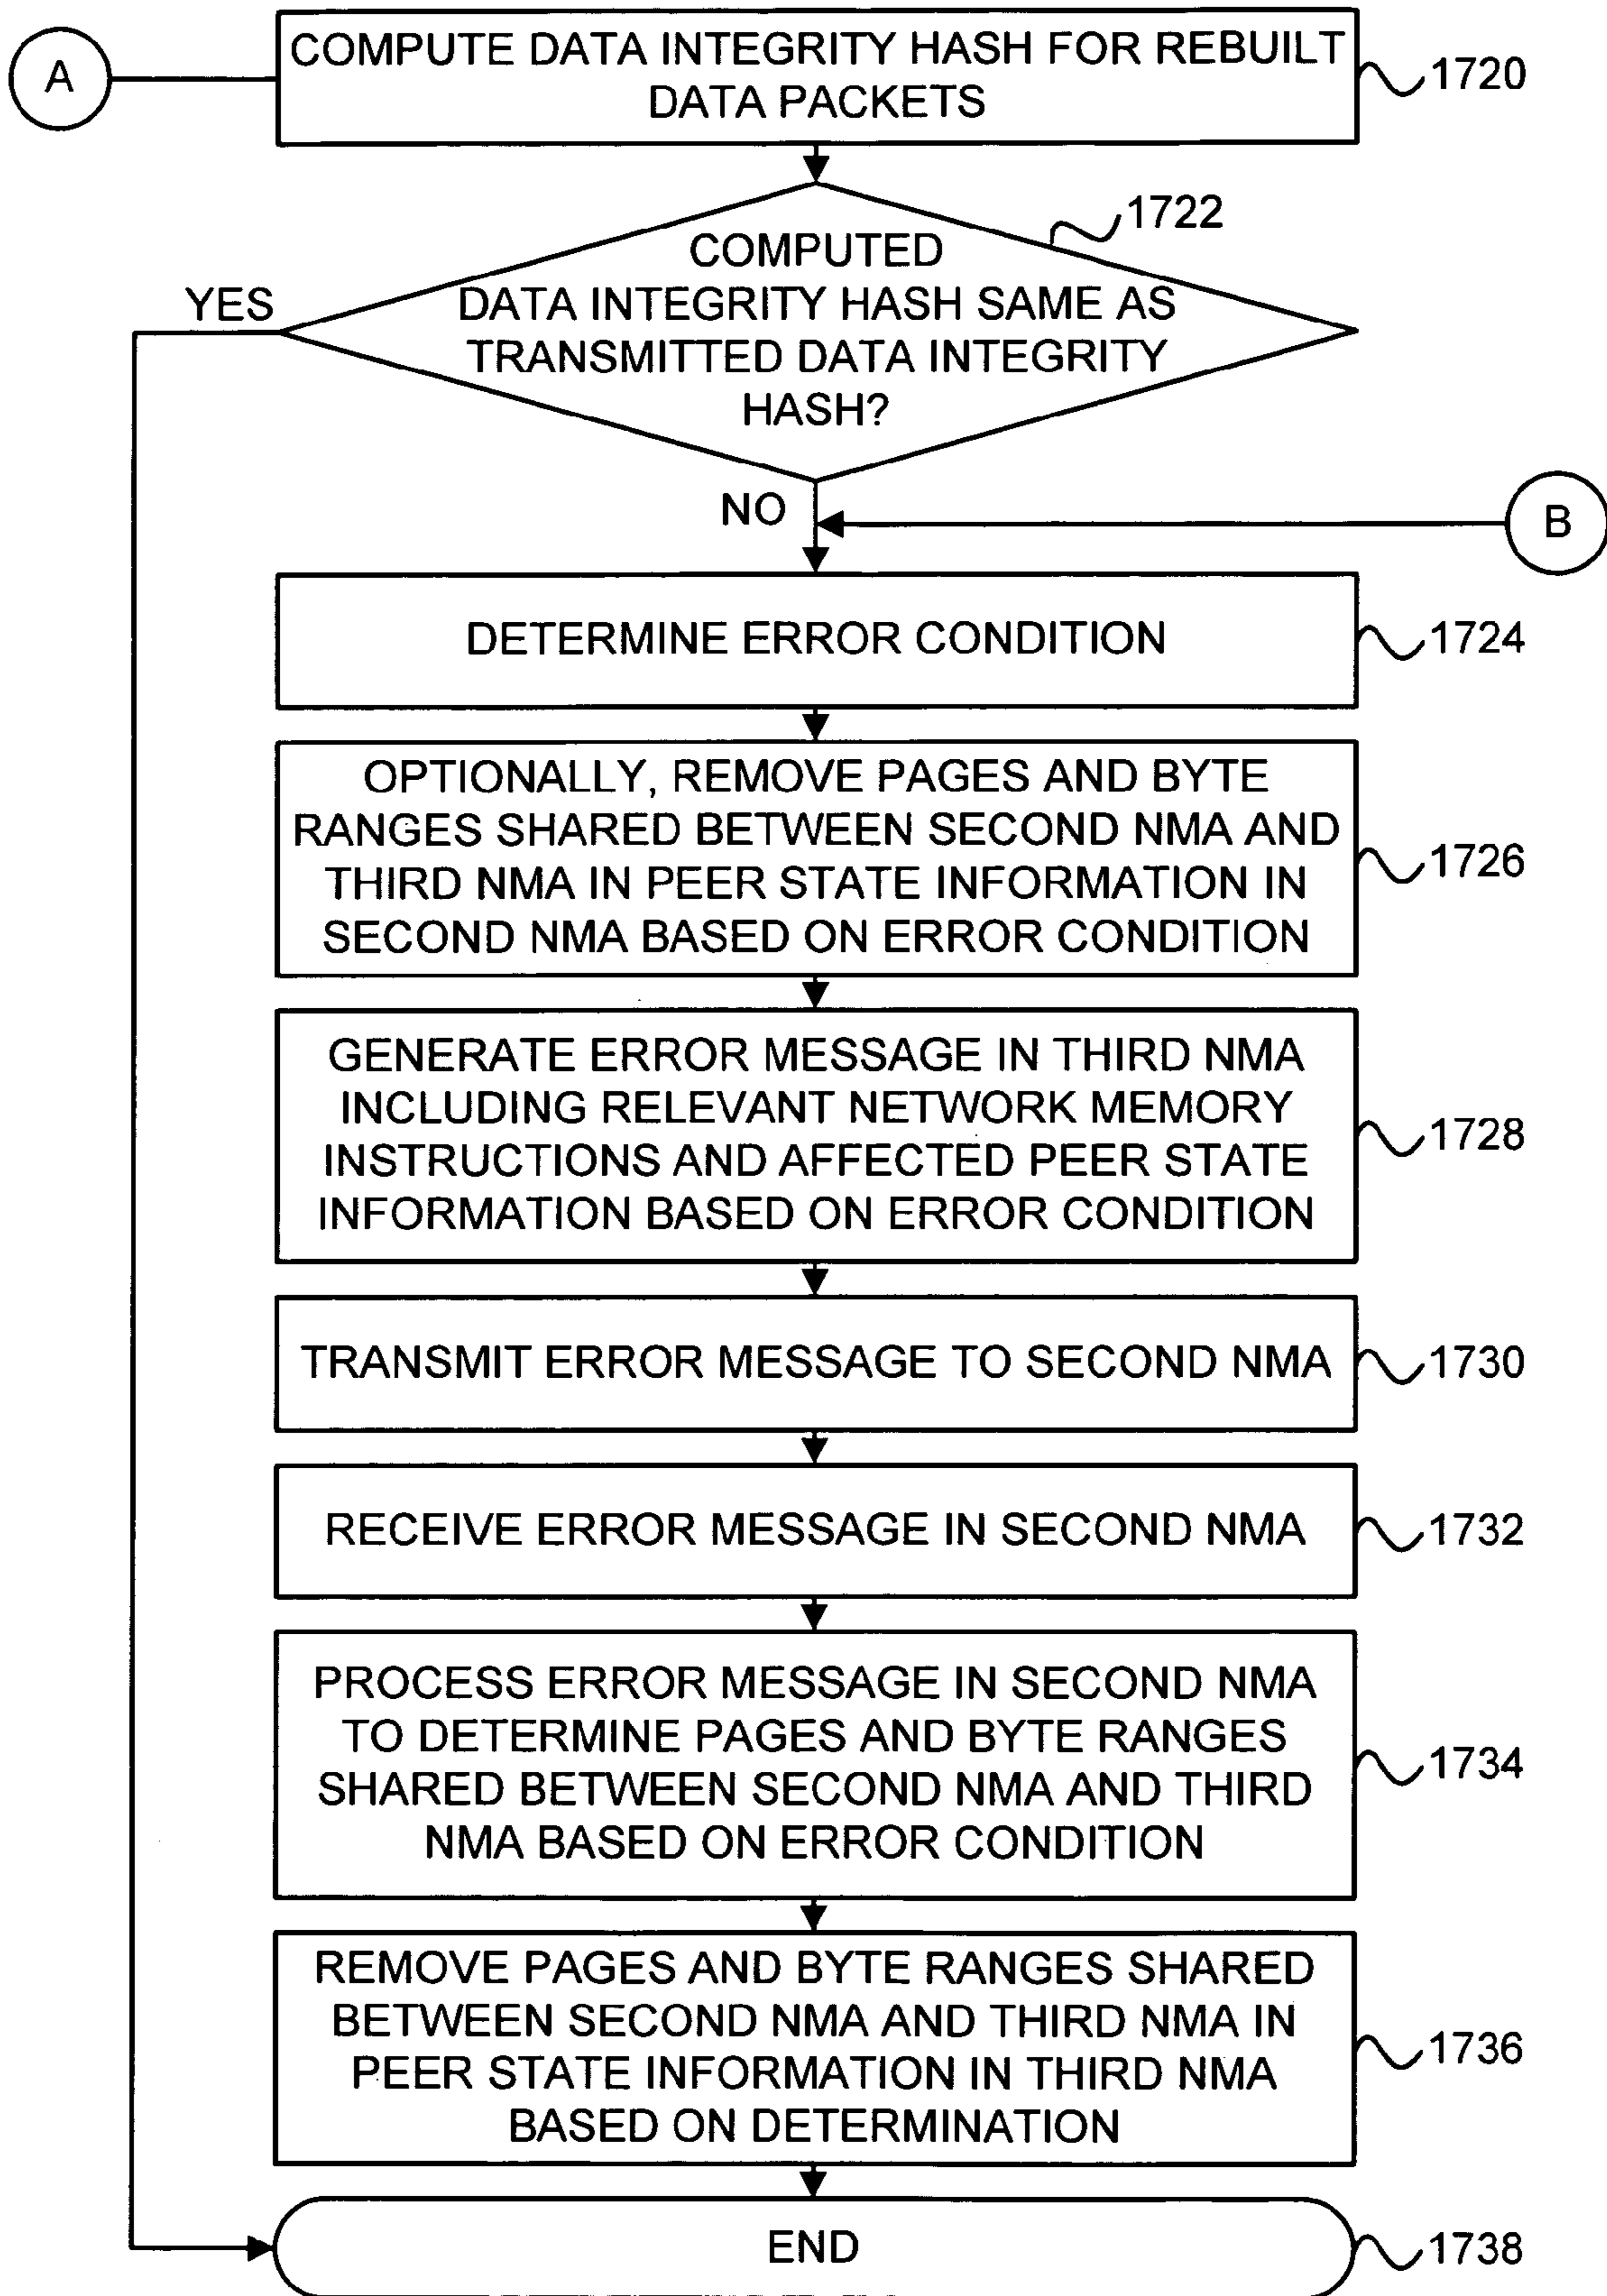 A
COMPUTE DATA INTEGRITY HASH FOR REBUILT
DATA PACKETS
1720
1722
COMPUTED
DATA INTEGRITY HASH SAME AS
TRANSMITTED DATA INTEGRITY
HASH?
YES
NO
B
DETERMINE ERROR CONDITION
1724
OPTIONALLY, REMOVE PAGES AND BYTE
RANGES SHARED BETWEEN SECOND NMA AND
THIRD NMA IN PEER STATE INFORMATION IN
SECOND NMA BASED ON ERROR CONDITION
1726
GENERATE ERROR MESSAGE IN THIRD NMA
INCLUDING RELEVANT NETWORK MEMORY
INSTRUCTIONS AND AFFECTED PEER STATE
INFORMATION BASED ON ERROR CONDITION
1728
TRANSMIT ERROR MESSAGE TO SECOND NMA
1730
RECEIVE ERROR MESSAGE IN SECOND NMA
1732
PROCESS ERROR MESSAGE IN SECOND NMA
TO DETERMINE PAGES AND BYTE RANGES
SHARED BETWEEN SECOND NMA AND THIRD
NMA BASED ON ERROR CONDITION
1734
REMOVE PAGES AND BYTE RANGES SHARED
BETWEEN SECOND NMA AND THIRD NMA IN
PEER STATE INFORMATION IN THIRD NMA
BASED ON DETERMINATION
1736
END
1738